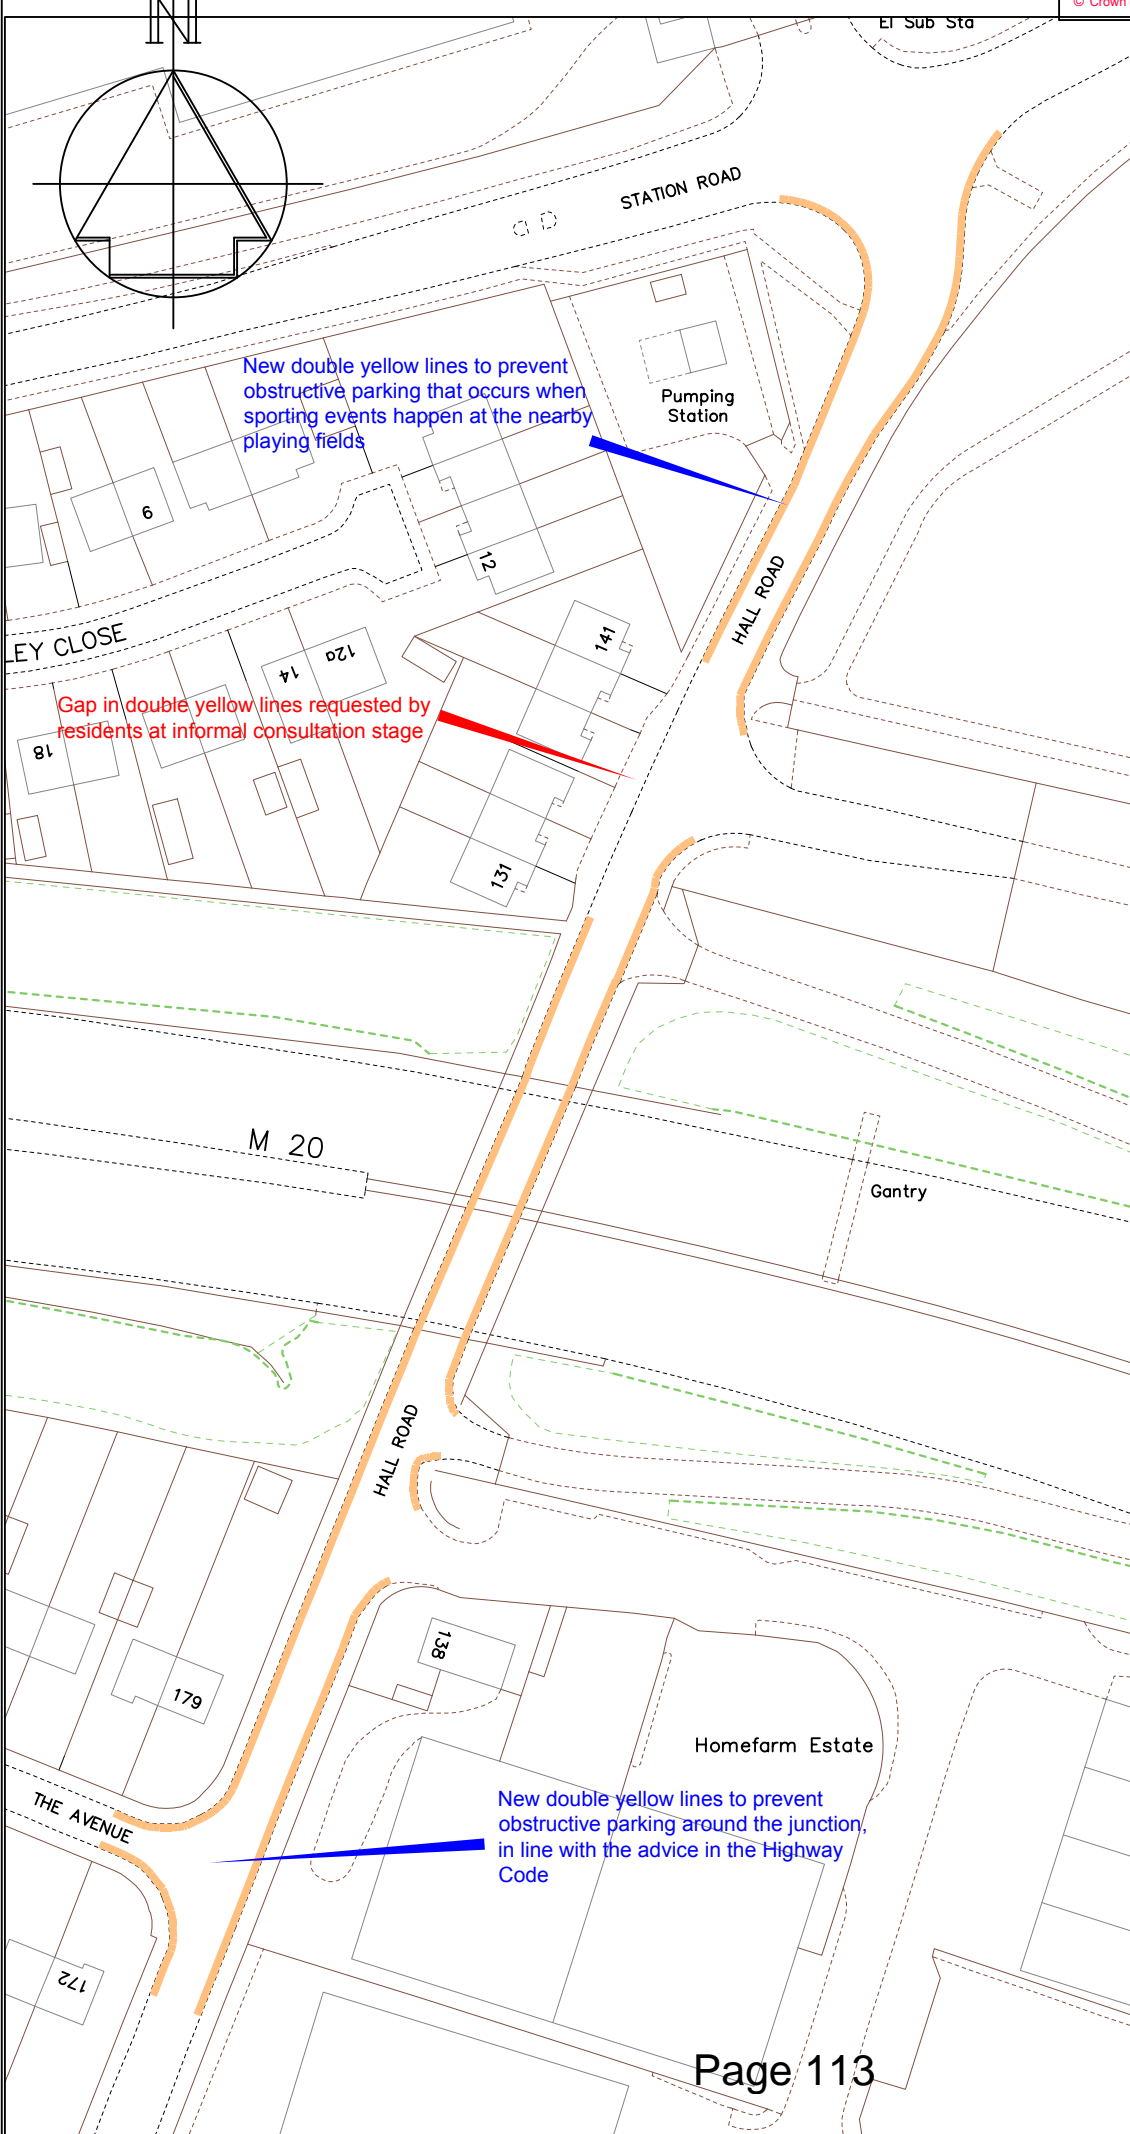 N
© Crown
El Sub Sta
STATION ROAD
New double yellow lines to prevent
obstructive parking that occurs when
sporting events happen at the nearby
playing fields
Pumping
Station
9
12
HALL ROAD
LEY CLOSE
141
12a
14
Gap in double yellow lines requested by
residents at informal consultation stage
18
131
M 20
Gantry
HALL ROAD
138
179
Homefarm Estate
New double yellow lines to prevent
obstructive parking around the junction,
in line with the advice in the Highway
Code
THE AVENUE
172
Page 113